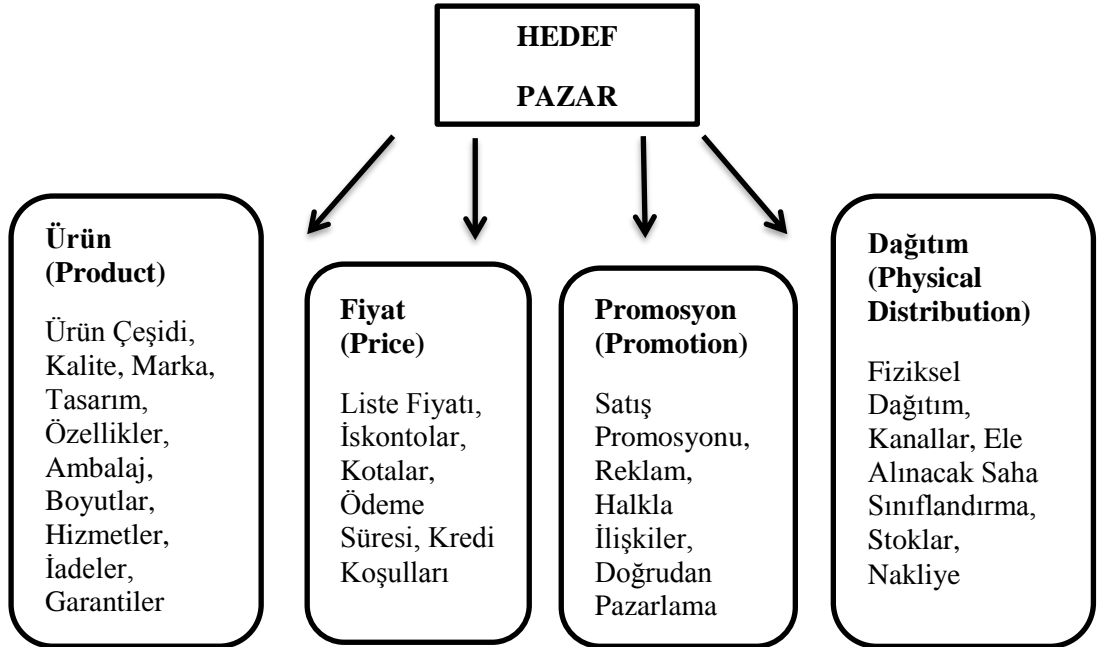 HEDEF
PAZAR
Ürün
(Product)
Ürün Çeşidi,
Kalite, Marka,
Tasarım,
Özellikler,
Ambalaj,
Boyutlar,
Hizmetler,
İadeler,
Garantiler
Fiyat
(Price)
Liste Fiyatı,
İskontolar,
Kotalar,
Ödeme
Süresi, Kredi
Koşulları
Promosyon
(Promotion)
Satış
Promosyonu,
Reklam,
Halkla
İlişkiler,
Doğrudan
Pazarlama
Dağıtım
(Physical
Distribution)
Fiziksel
Dağıtım,
Kanallar, Ele
Alınacak Saha
Sınıflandırma,
Stoklar,
Nakliye